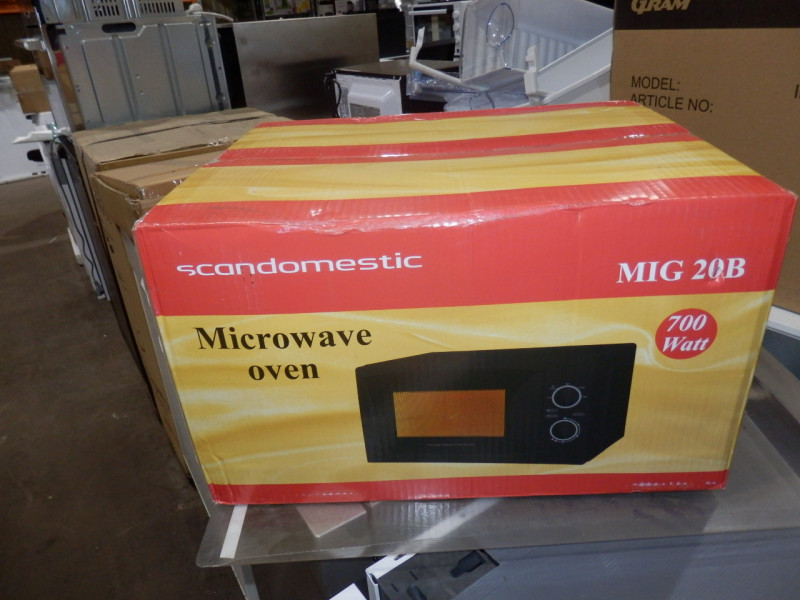 GRAM
MODEL:
ARTICLE NO:
scandomestic
MIG 20B
Microwave
oven
700
Watt